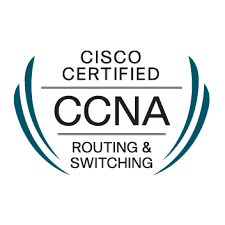 CISCO
CERTIFIED
CCNA
ROUTING &
SWITCHING